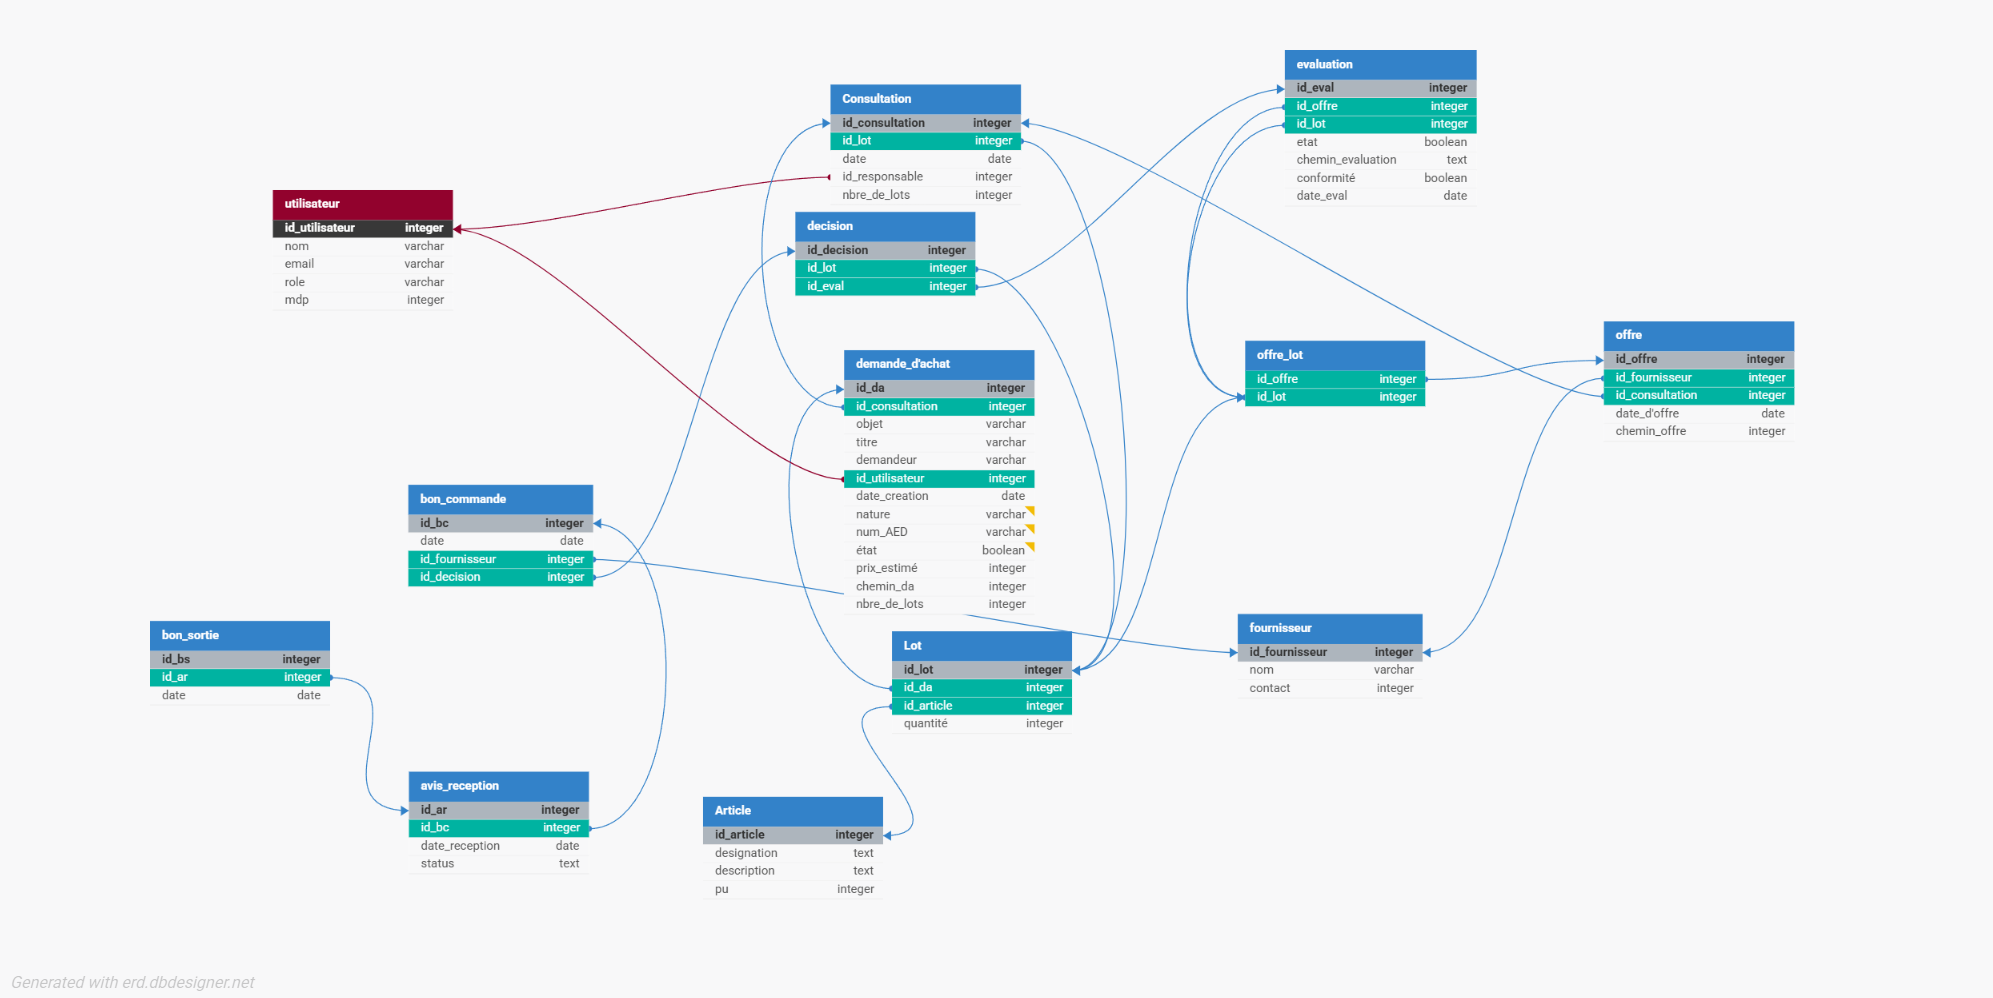 evaluation
id_eval integer
id_offre integer
id_lot integer
etat boolean
chemin_evaluation text
conformité boolean
date_eval date
Consultation
id_consultation integer
id_lot integer
date date
id_responsable integer
nbre_de_lots integer
utilisateur
id_utilisateur integer
nom varchar
email varchar
role varchar
mdp integer
decision
id_decision integer
id_lot integer
id_eval integer
offre
id_offre integer
id_fournisseur integer
id_consultation integer
date_d'offre date
chemin_offre integer
offre_lot
id_offre integer
id_lot integer
demande_d'achat
id_da integer
id_consultation integer
objet varchar
titre varchar
demandeur varchar
id_utilisateur integer
date_creation date
nature varchar
num_AED varchar
état boolean
prix_estimé integer
chemin_da integer
nbre_de_lots integer
bon_commande
id_bc integer
date date
id_fournisseur integer
id_decision integer
fournisseur
id_fournisseur integer
nom varchar
contact integer
bon_sortie
id_bs integer
id_ar integer
date date
Lot
id_lot integer
id_da integer
id_article integer
quantité integer
avis_reception
id_ar integer
id_bc integer
date_reception date
status text
Article
id_article integer
designation text
description text
pu integer
Generated with erd.dbdesigner.net